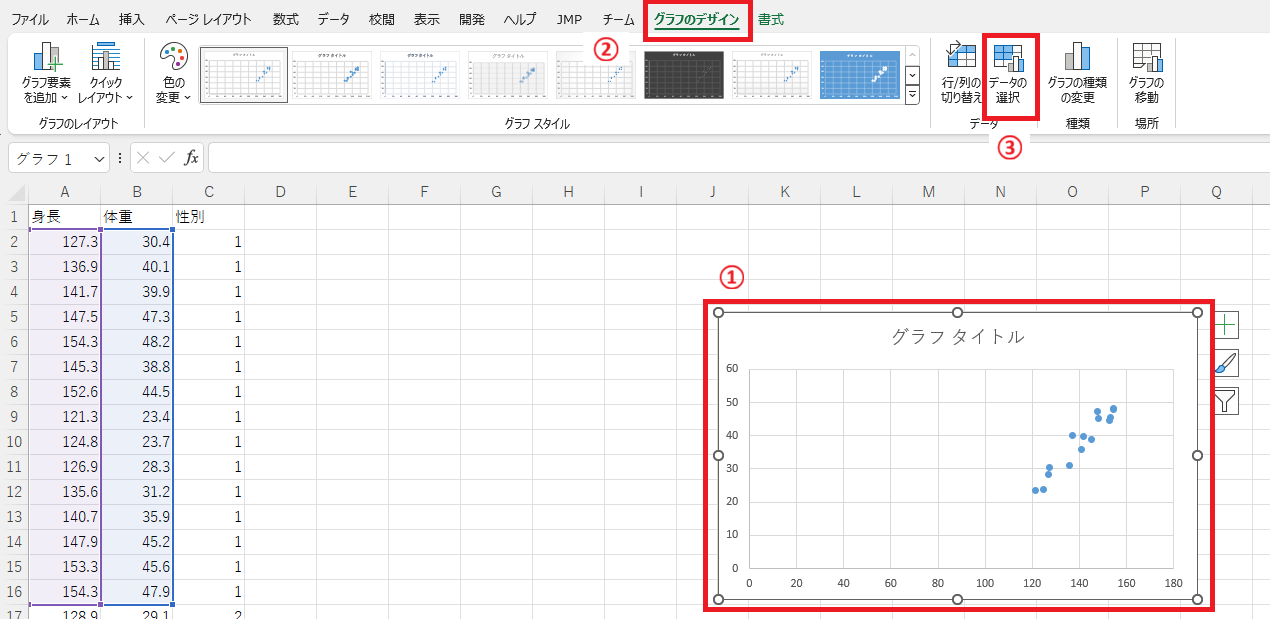 ファイル ホーム 挿入 ページ レイアウト 数式 データ 校閲 表示 開発 ヘルプ JMP チーム グラフのデザイン 書式
②
グラフ要素を追加
クイックレイアウト
色の変更
行/列の切り替え
データの選択
グラフの種類の変更
グラフの移動
グラフのレイアウト
グラフ スタイル
データ
種類
場所
③
グラフ 1
fx
A B C D E F G H I J K L M N O P Q
1 身長 体重 性別
2 127.3 30.4 1
3 136.9 40.1 1
4 141.7 39.9 1
5 147.5 47.3 1
6 154.3 48.2 1
7 145.3 38.8 1
8 152.6 44.5 1
9 121.3 23.4 1
10 124.8 23.7 1
11 126.9 28.3 1
12 135.6 31.2 1
13 140.7 35.9 1
14 147.9 45.2 1
15 153.3 45.6 1
16 154.3 47.9 1
17 128.9 29.1 2
①
グラフ タイトル
60
50
40
30
20
10
0
0 20 40 60 80 100 120 140 160 180